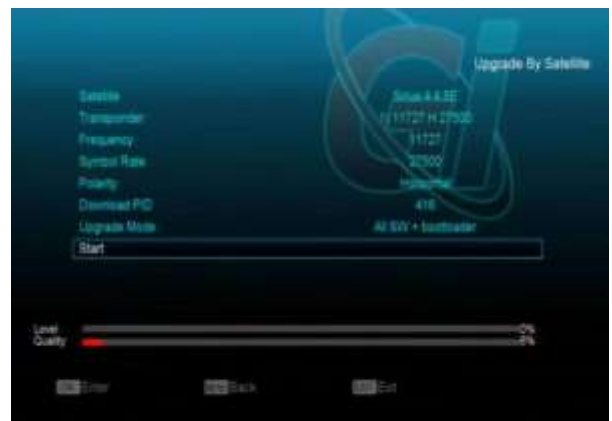 Upgrade By Satellite
Satellite Sirius 4 4.8E
Transponder 11727 H 27500
Frequency 11727
Symbol Rate 27500
Polarity Horizontal
Download PID 416
Upgrade Mode All SW + bootloader
Start
Level 0%
Quality 5%
Enter Back Exit